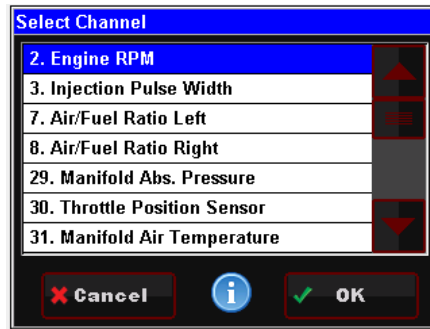 Select Channel
2. Engine RPM
3. Injection Pulse Width
7. Air/Fuel Ratio Left
8. Air/Fuel Ratio Right
29. Manifold Abs. Pressure
30. Throttle Position Sensor
31. Manifold Air Temperature
Cancel
OK